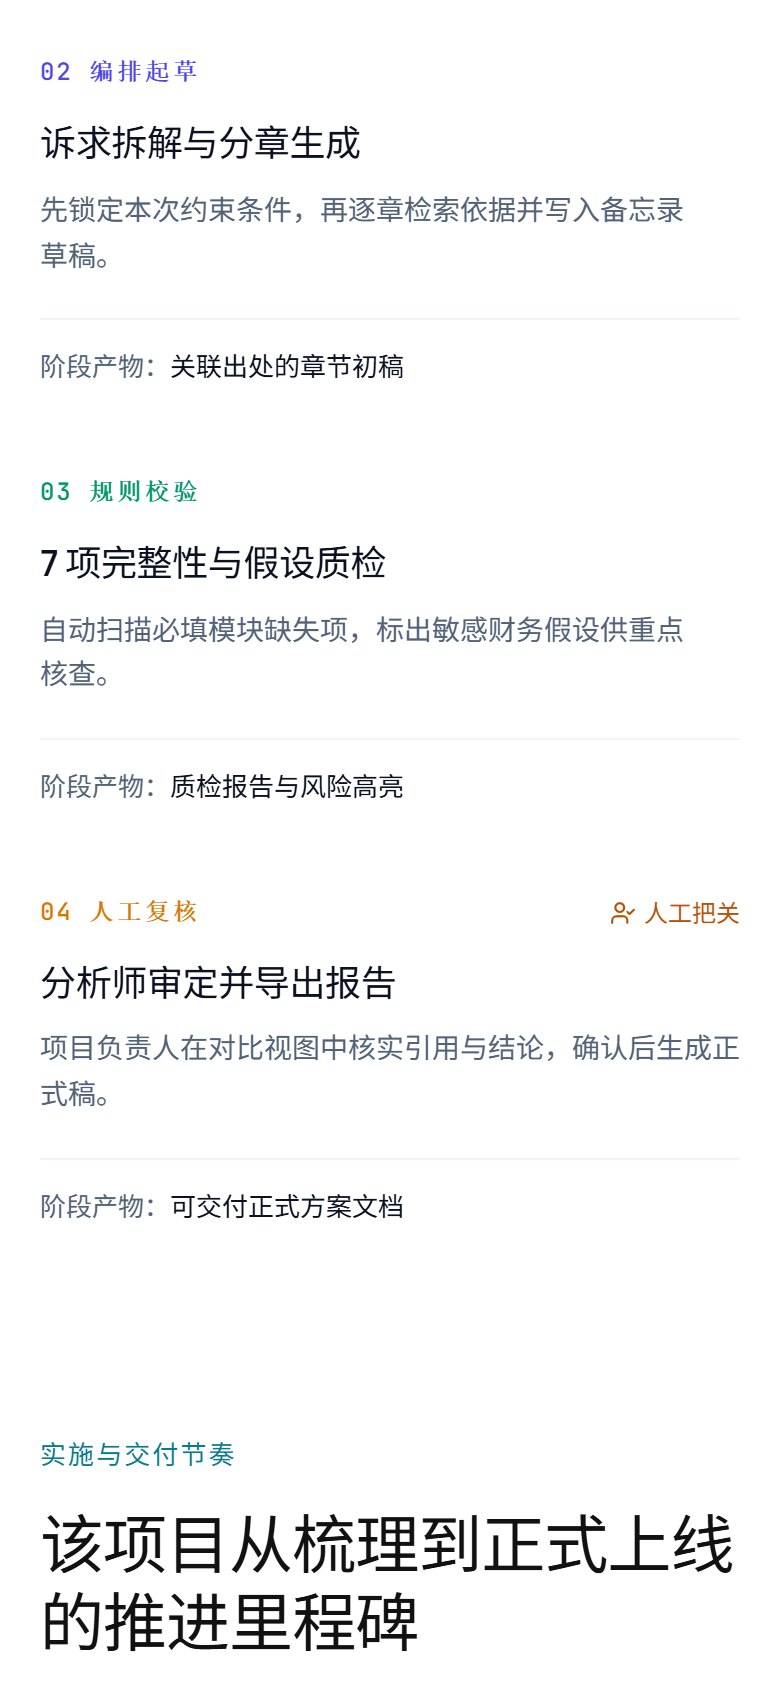 02 编排起草
诉求拆解与分章生成
先锁定本次约束条件，再逐章检索依据并写入备忘录
草稿。
阶段产物：关联出处的章节初稿
03 规则校验
7 项完整性与假设质检
自动扫描必填模块缺失项，标出敏感财务假设供重点
核查。
阶段产物：质检报告与风险高亮
04 人工复核
人工把关
分析师审定并导出报告
项目负责人在对比视图中核实引用与结论，确认后生成正
式稿。
阶段产物：可交付正式方案文档
实施与交付节奏
该项目从梳理到正式上线
的推进里程碑